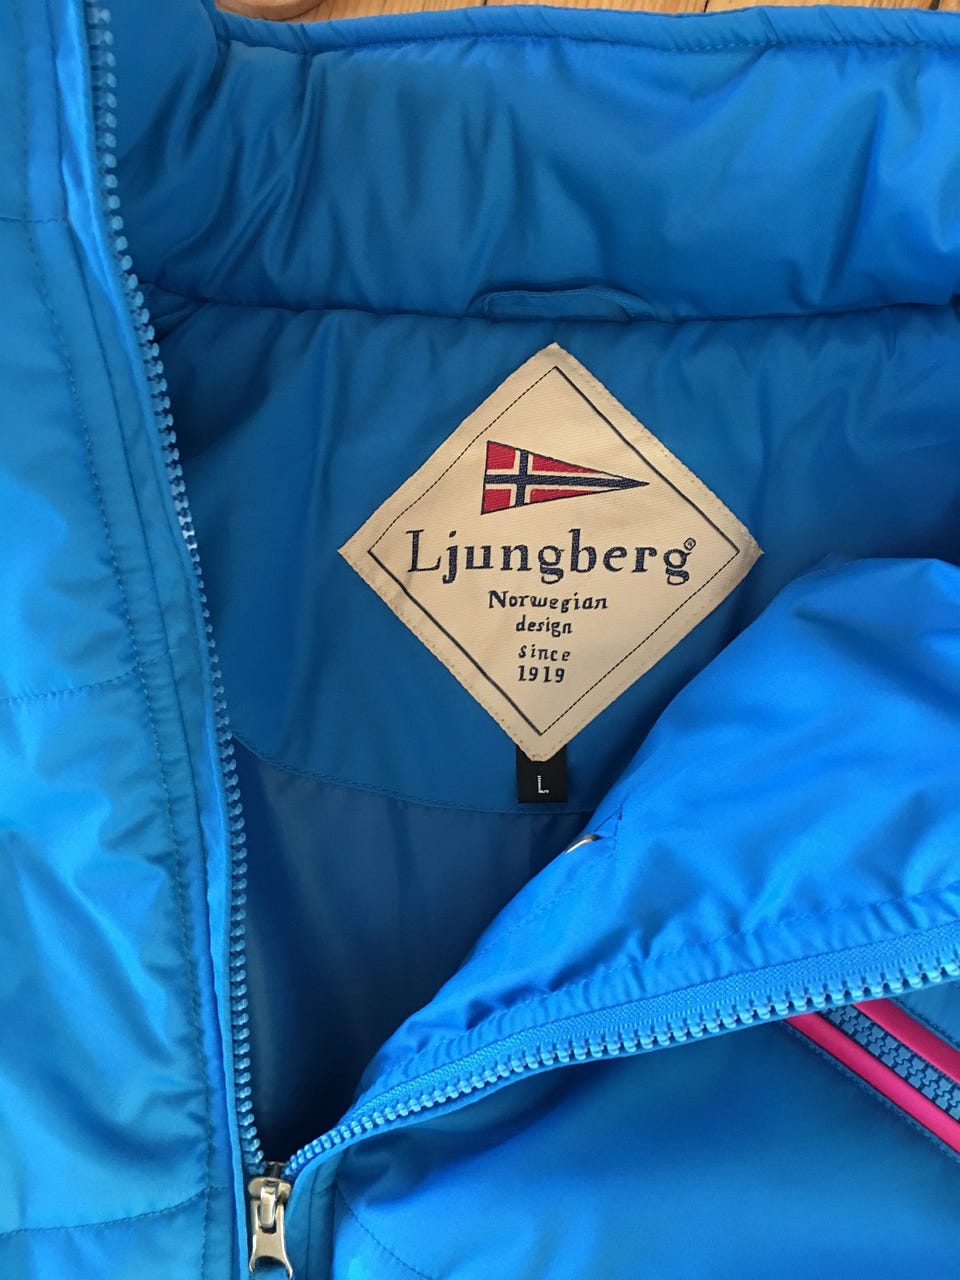 Ljungberg®
Norwegian
design
since
1919
L